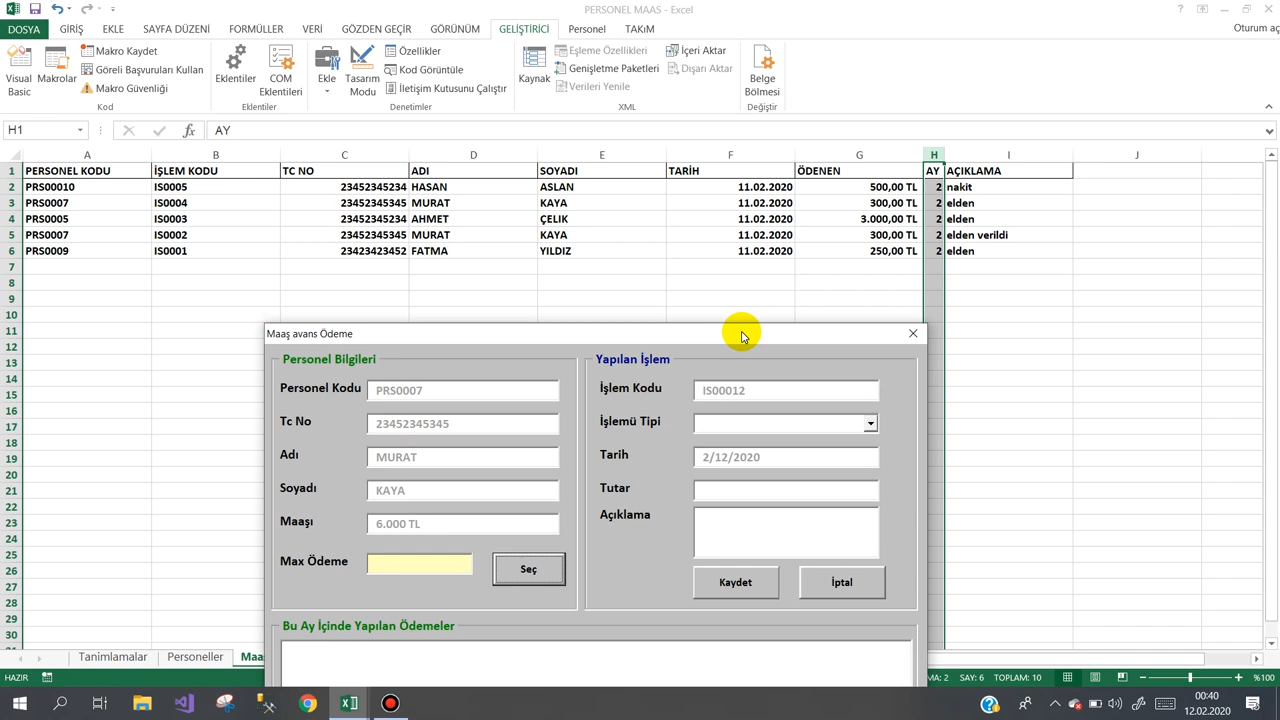 PERSONEL MAAS - Excel
Oturum aç
DOSYA GİRİŞ EKLE SAYFA DÜZENİ FORMÜLLER VERİ GÖZDEN GEÇİR GÖRÜNÜM GELİŞTİRİCİ Personel TAKiM
Visual Basic
Makrolar
Makro Kaydet
Göreli Başvuruları Kullan
Makro Güvenliği
Kod
Eklentiler
COM Eklentileri
Eklentiler
Ekle
Tasarım Modu
Özellikler
Kod Görüntüle
İletişim Kutusunu Çalıştır
Denetimler
Kaynak
Eşleme Özellikleri
Genişletme Paketleri
Verileri Yenile
İçeri Aktar
Dışarı Aktar
XML
Belge Bölmesi
Değiştir
H1 fx AY
A B C D E F G H I J
1 PERSONEL KODU İŞLEM KODU TC NO ADI SOYADI TARİH ÖDENEN AY AÇIKLAMA
2 PRS00010 IS0005 23452345234 HASAN ASLAN 11.02.2020 500,00 TL 2 nakit
3 PRS0007 IS0004 23452345345 MURAT KAYA 11.02.2020 300,00 TL 2 elden
4 PRS0005 IS0003 23452345234 AHMET ÇELIK 11.02.2020 3.000,00 TL 2 elden
5 PRS0007 IS0002 23452345345 MURAT KAYA 11.02.2020 300,00 TL 2 elden verildi
6 PRS0009 IS0001 23423423452 FATMA YILDIZ 11.02.2020 250,00 TL 2 elden
7
8
9
10
11
12
13
14
15
16
17
18
19
20
21
22
23
24
25
26
27
28
29
30
Maaş avans Ödeme
Personel Bilgileri
Personel Kodu PRS0007
Tc No 23452345345
Adı MURAT
Soyadı KAYA
Maaşı 6.000 TL
Max Ödeme
Seç
Yapılan İşlem
İşlem Kodu IS00012
İşlemü Tipi
Tarih 2/12/2020
Tutar
Açıklama
Kaydet İptal
Bu Ay İçinde Yapılan Ödemeler
Tanimlamalar Personeller Maa
HAZIR
MA: 2 SAY: 6 TOPLAM: 10 %100
00:40
12.02.2020